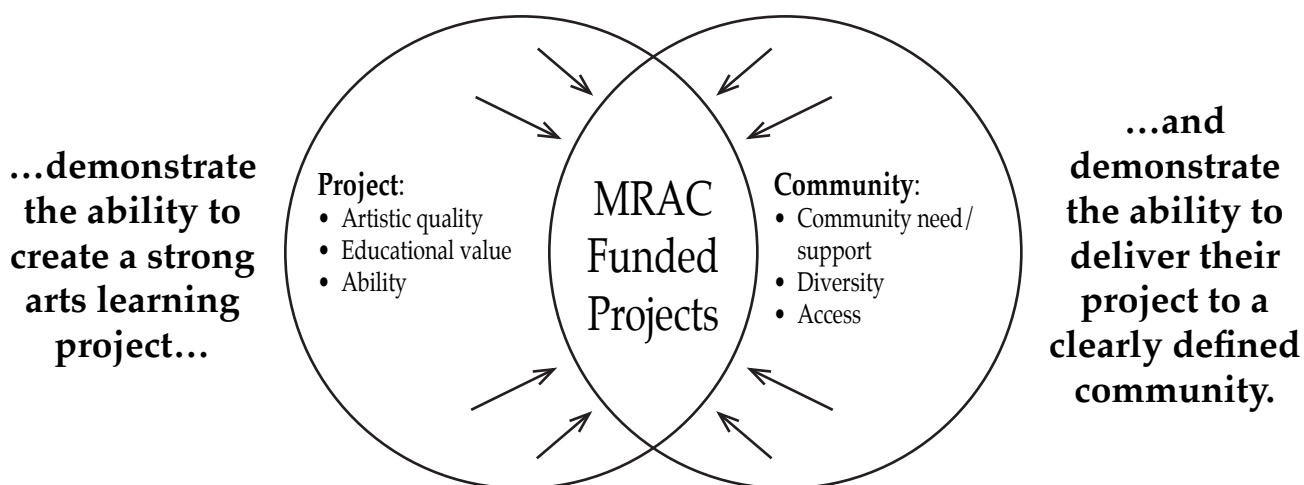 …demonstrate
the ability to
create a strong
arts learning
project…
Project:
• Artistic quality
• Educational value
• Ability
MRAC
Funded
Projects
Community:
• Community need/
support
• Diversity
• Access
…and
demonstrate
the ability to
deliver their
project to a
clearly defined
community.